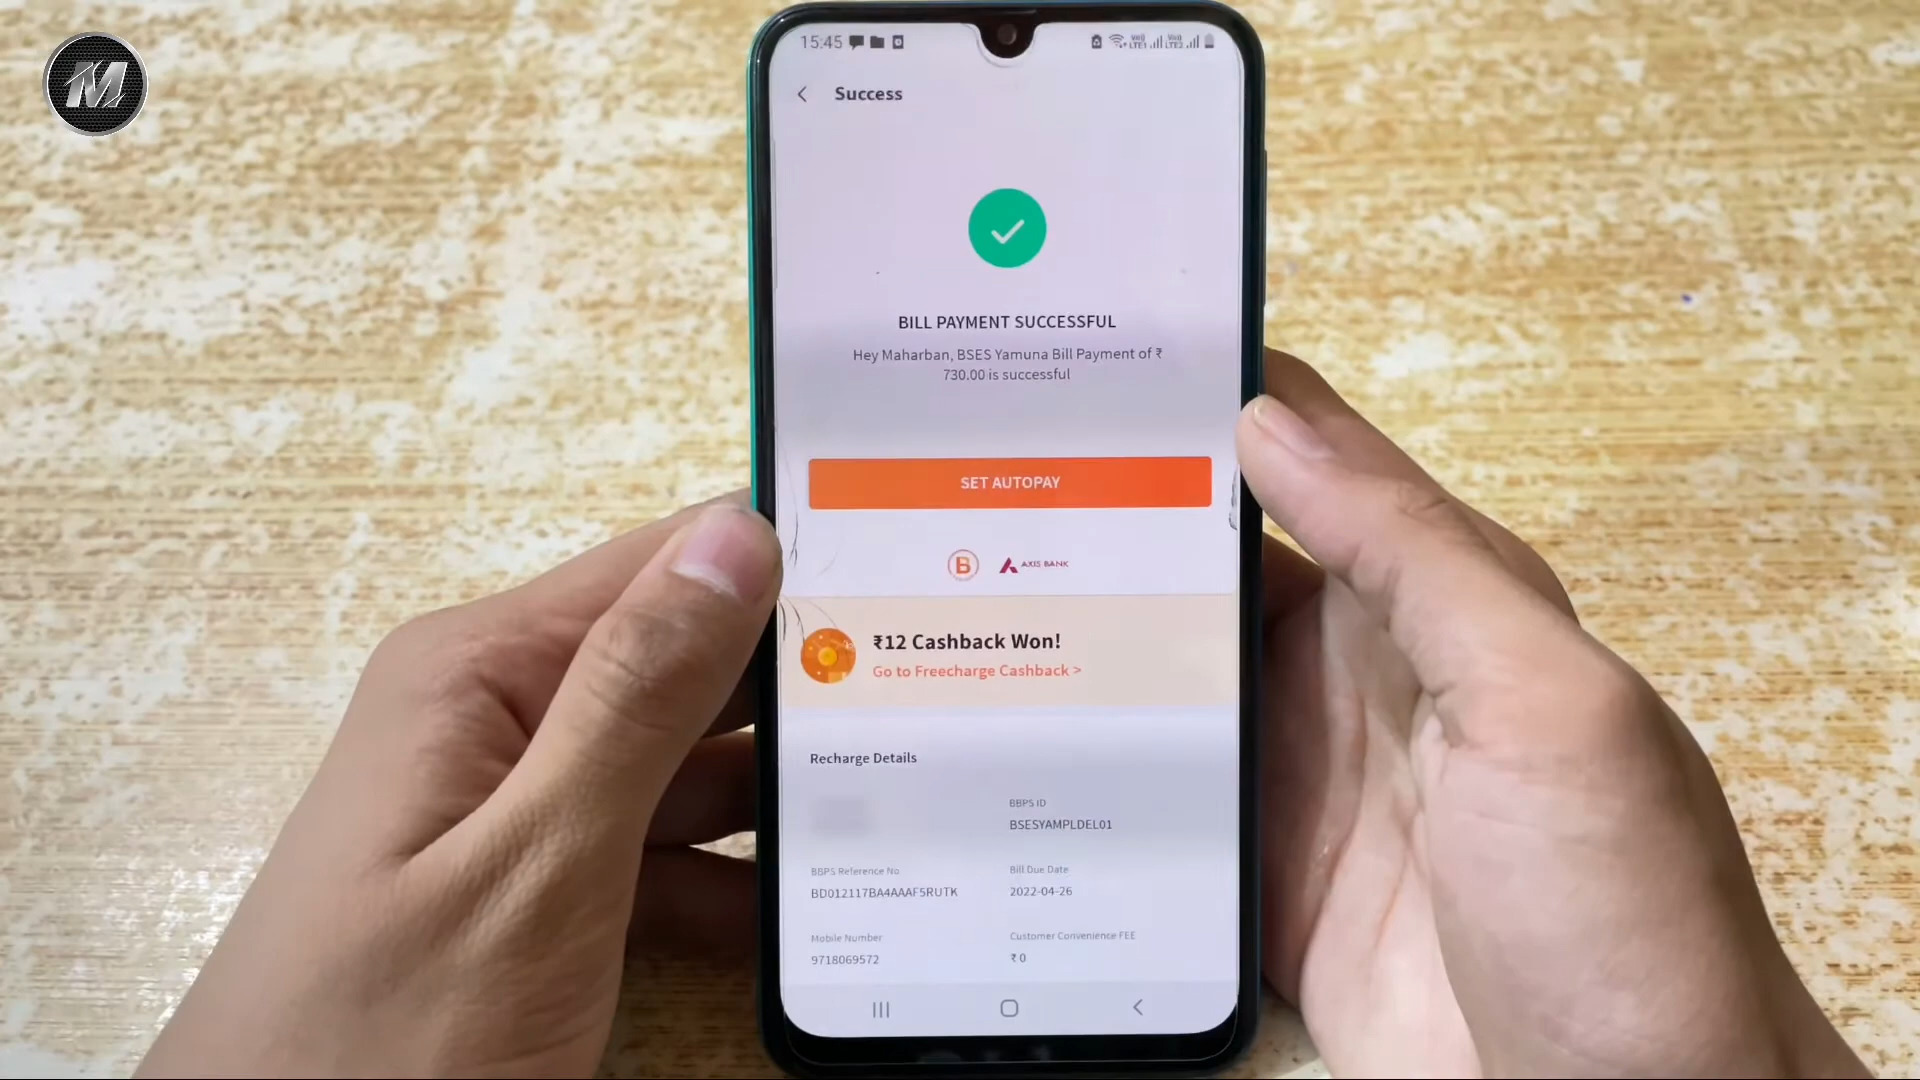 M
15:45
Success
BILL PAYMENT SUCCESSFUL
Hey Maharban, BSES Yamuna Bill Payment of ₹
730.00 is successful
SET AUTOPAY
B AXIS BANK
₹12 Cashback Won!
Go to Freecharge Cashback >
Recharge Details
BBPS ID
BSESYAMPLDEL01
BBPS Reference No
BD012117BA4AAAF5RUTK
Bill Due Date
2022-04-26
Mobile Number
9718069572
Customer Convenience FEE
₹ 0